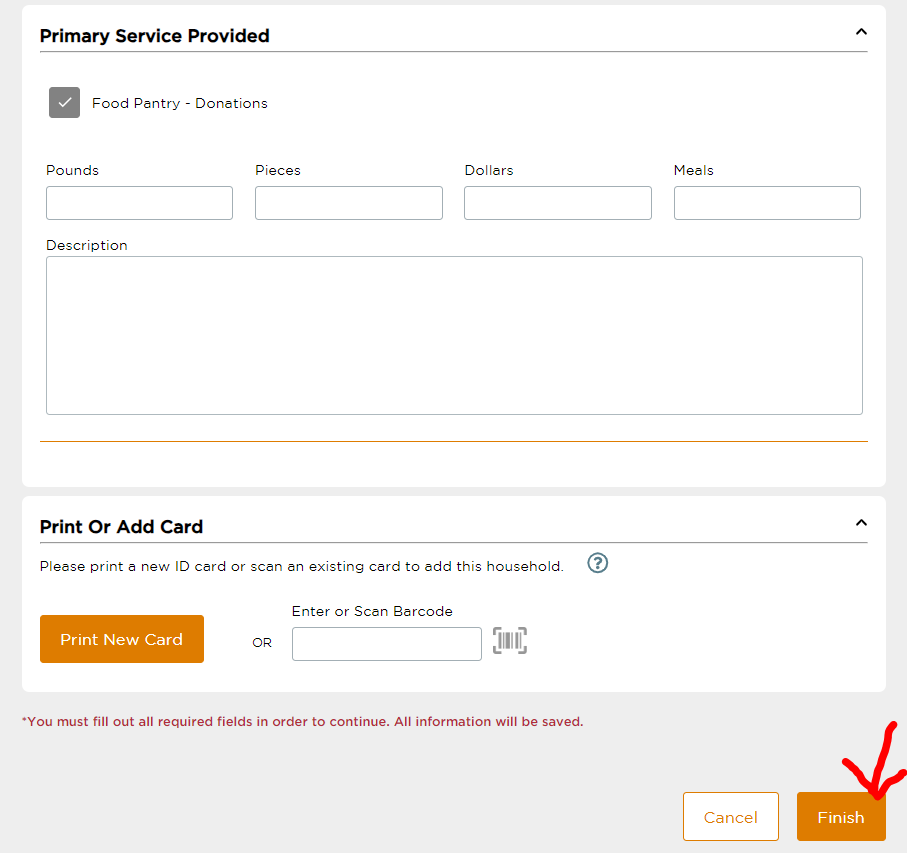 Primary Service Provided
Food Pantry - Donations
Pounds Pieces Dollars Meals
Description
Print Or Add Card
Please print a new ID card or scan an existing card to add this household. ?
Enter or Scan Barcode
Print New Card OR
*You must fill out all required fields in order to continue. All information will be saved.
Cancel Finish